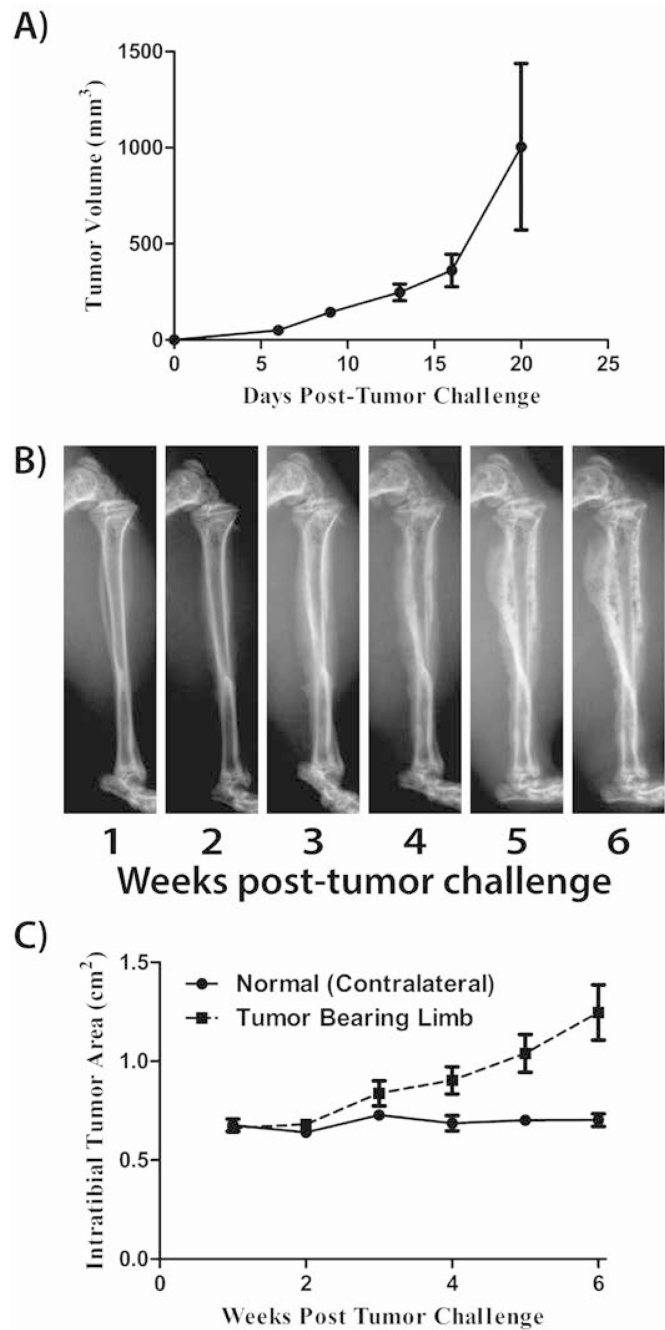 A)
1500
1000
500
0
Tumor Volume (mm³)
0 5 10 15 20 25
Days Post-Tumor Challenge
B)
1 2 3 4 5 6
Weeks post-tumor challenge
C)
1.5
1.0
0.5
0.0
Intratibial Tumor Area (cm²)
Normal (Contralateral)
Tumor Bearing Limb
0 2 4 6
Weeks Post Tumor Challenge